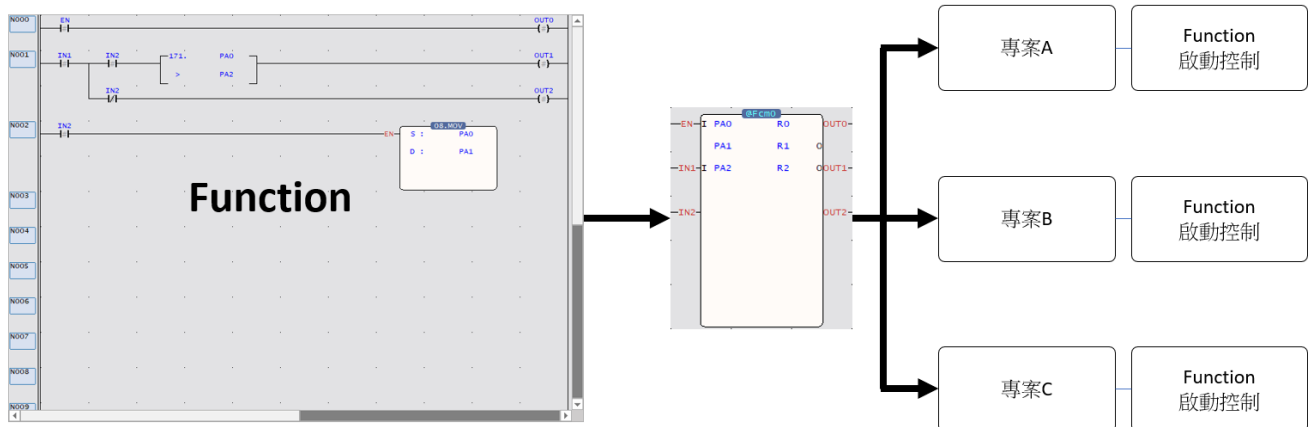 N000
EN
OUT0
N001
IN1
IN2
171.
PA0
>
PA2
OUT1
IN2
OUT2
N002
IN2
08.MOV
EN
S :
PA0
D :
PA1
Function
N003
N004
N005
N006
N007
N008
N009
@Fcm0
EN
I
PA0
R0
OUT0
PA1
R1
O
IN1
I
PA2
R2
O
OUT1
IN2
OUT2
專案A
Function
啟動控制
專案B
Function
啟動控制
專案C
Function
啟動控制